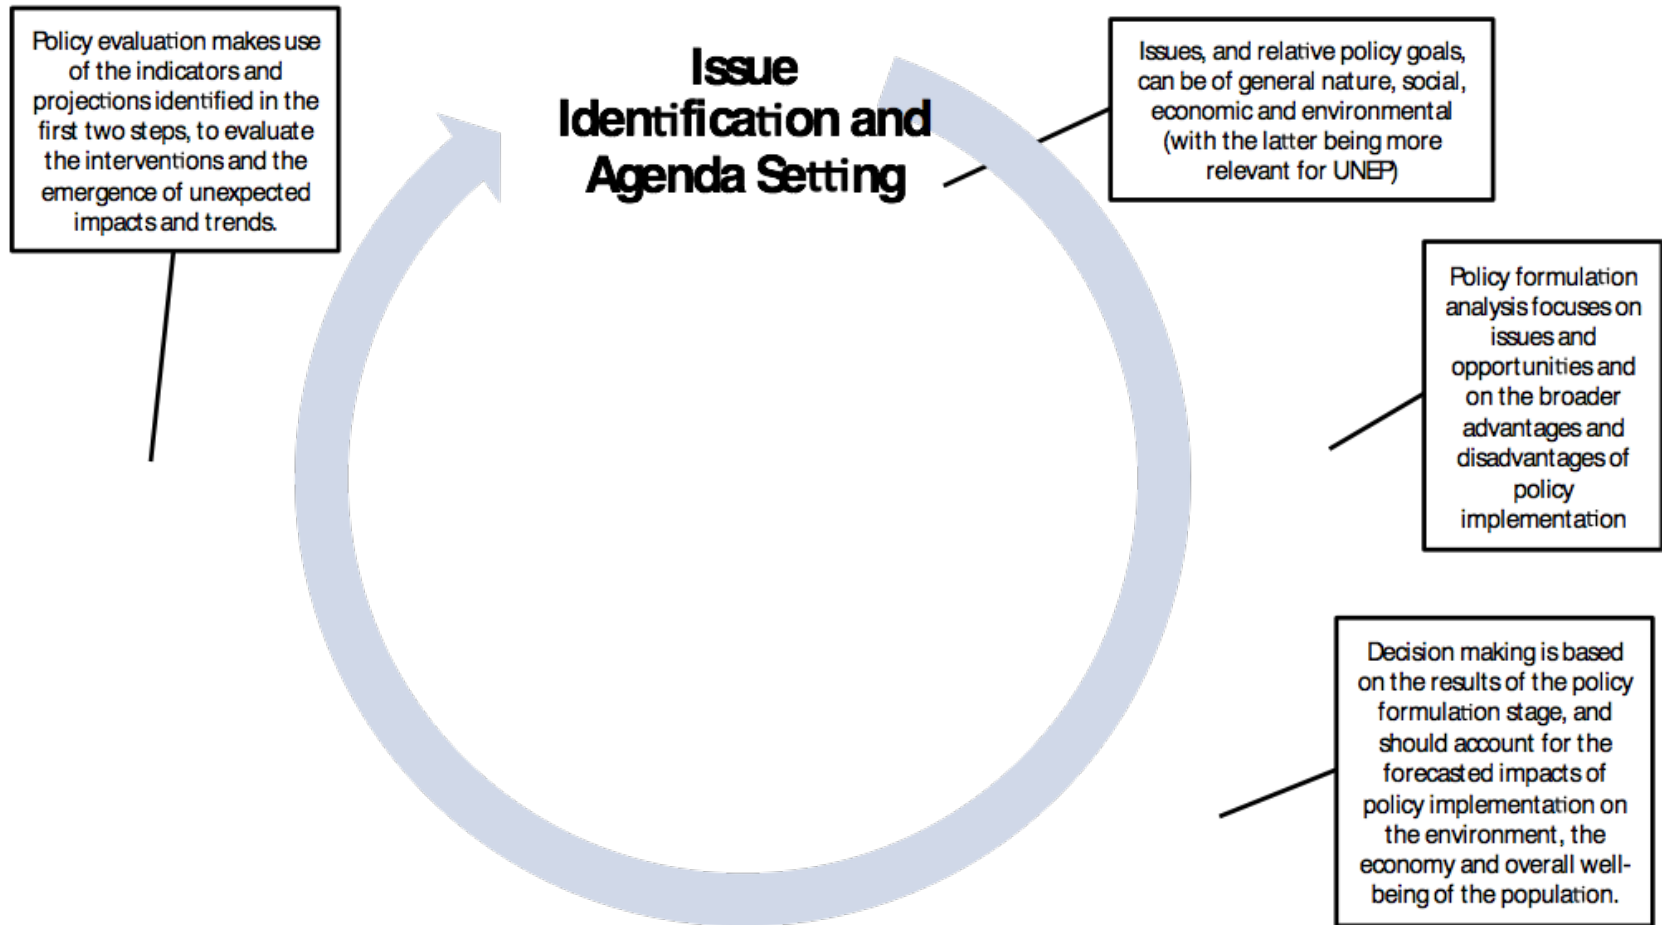 Policy evaluation makes use
of the indicators and
projections identified in the
first two steps, to evaluate
the interventions and the
emergence of unexpected
impacts and trends.
Issue
Identification and
Agenda Setting
Issues, and relative policy goals,
can be of general nature, social,
economic and environmental
(with the latter being more
relevant for UNEP)
Policy formulation
analysis focuses on
issues and
opportunities and
on the broader
advantages and
disadvantages of
policy
implementation
Decision making is based
on the results of the policy
formulation stage, and
should account for the
forecasted impacts of
policy implementation on
the environment, the
economy and overall well-
being of the population.